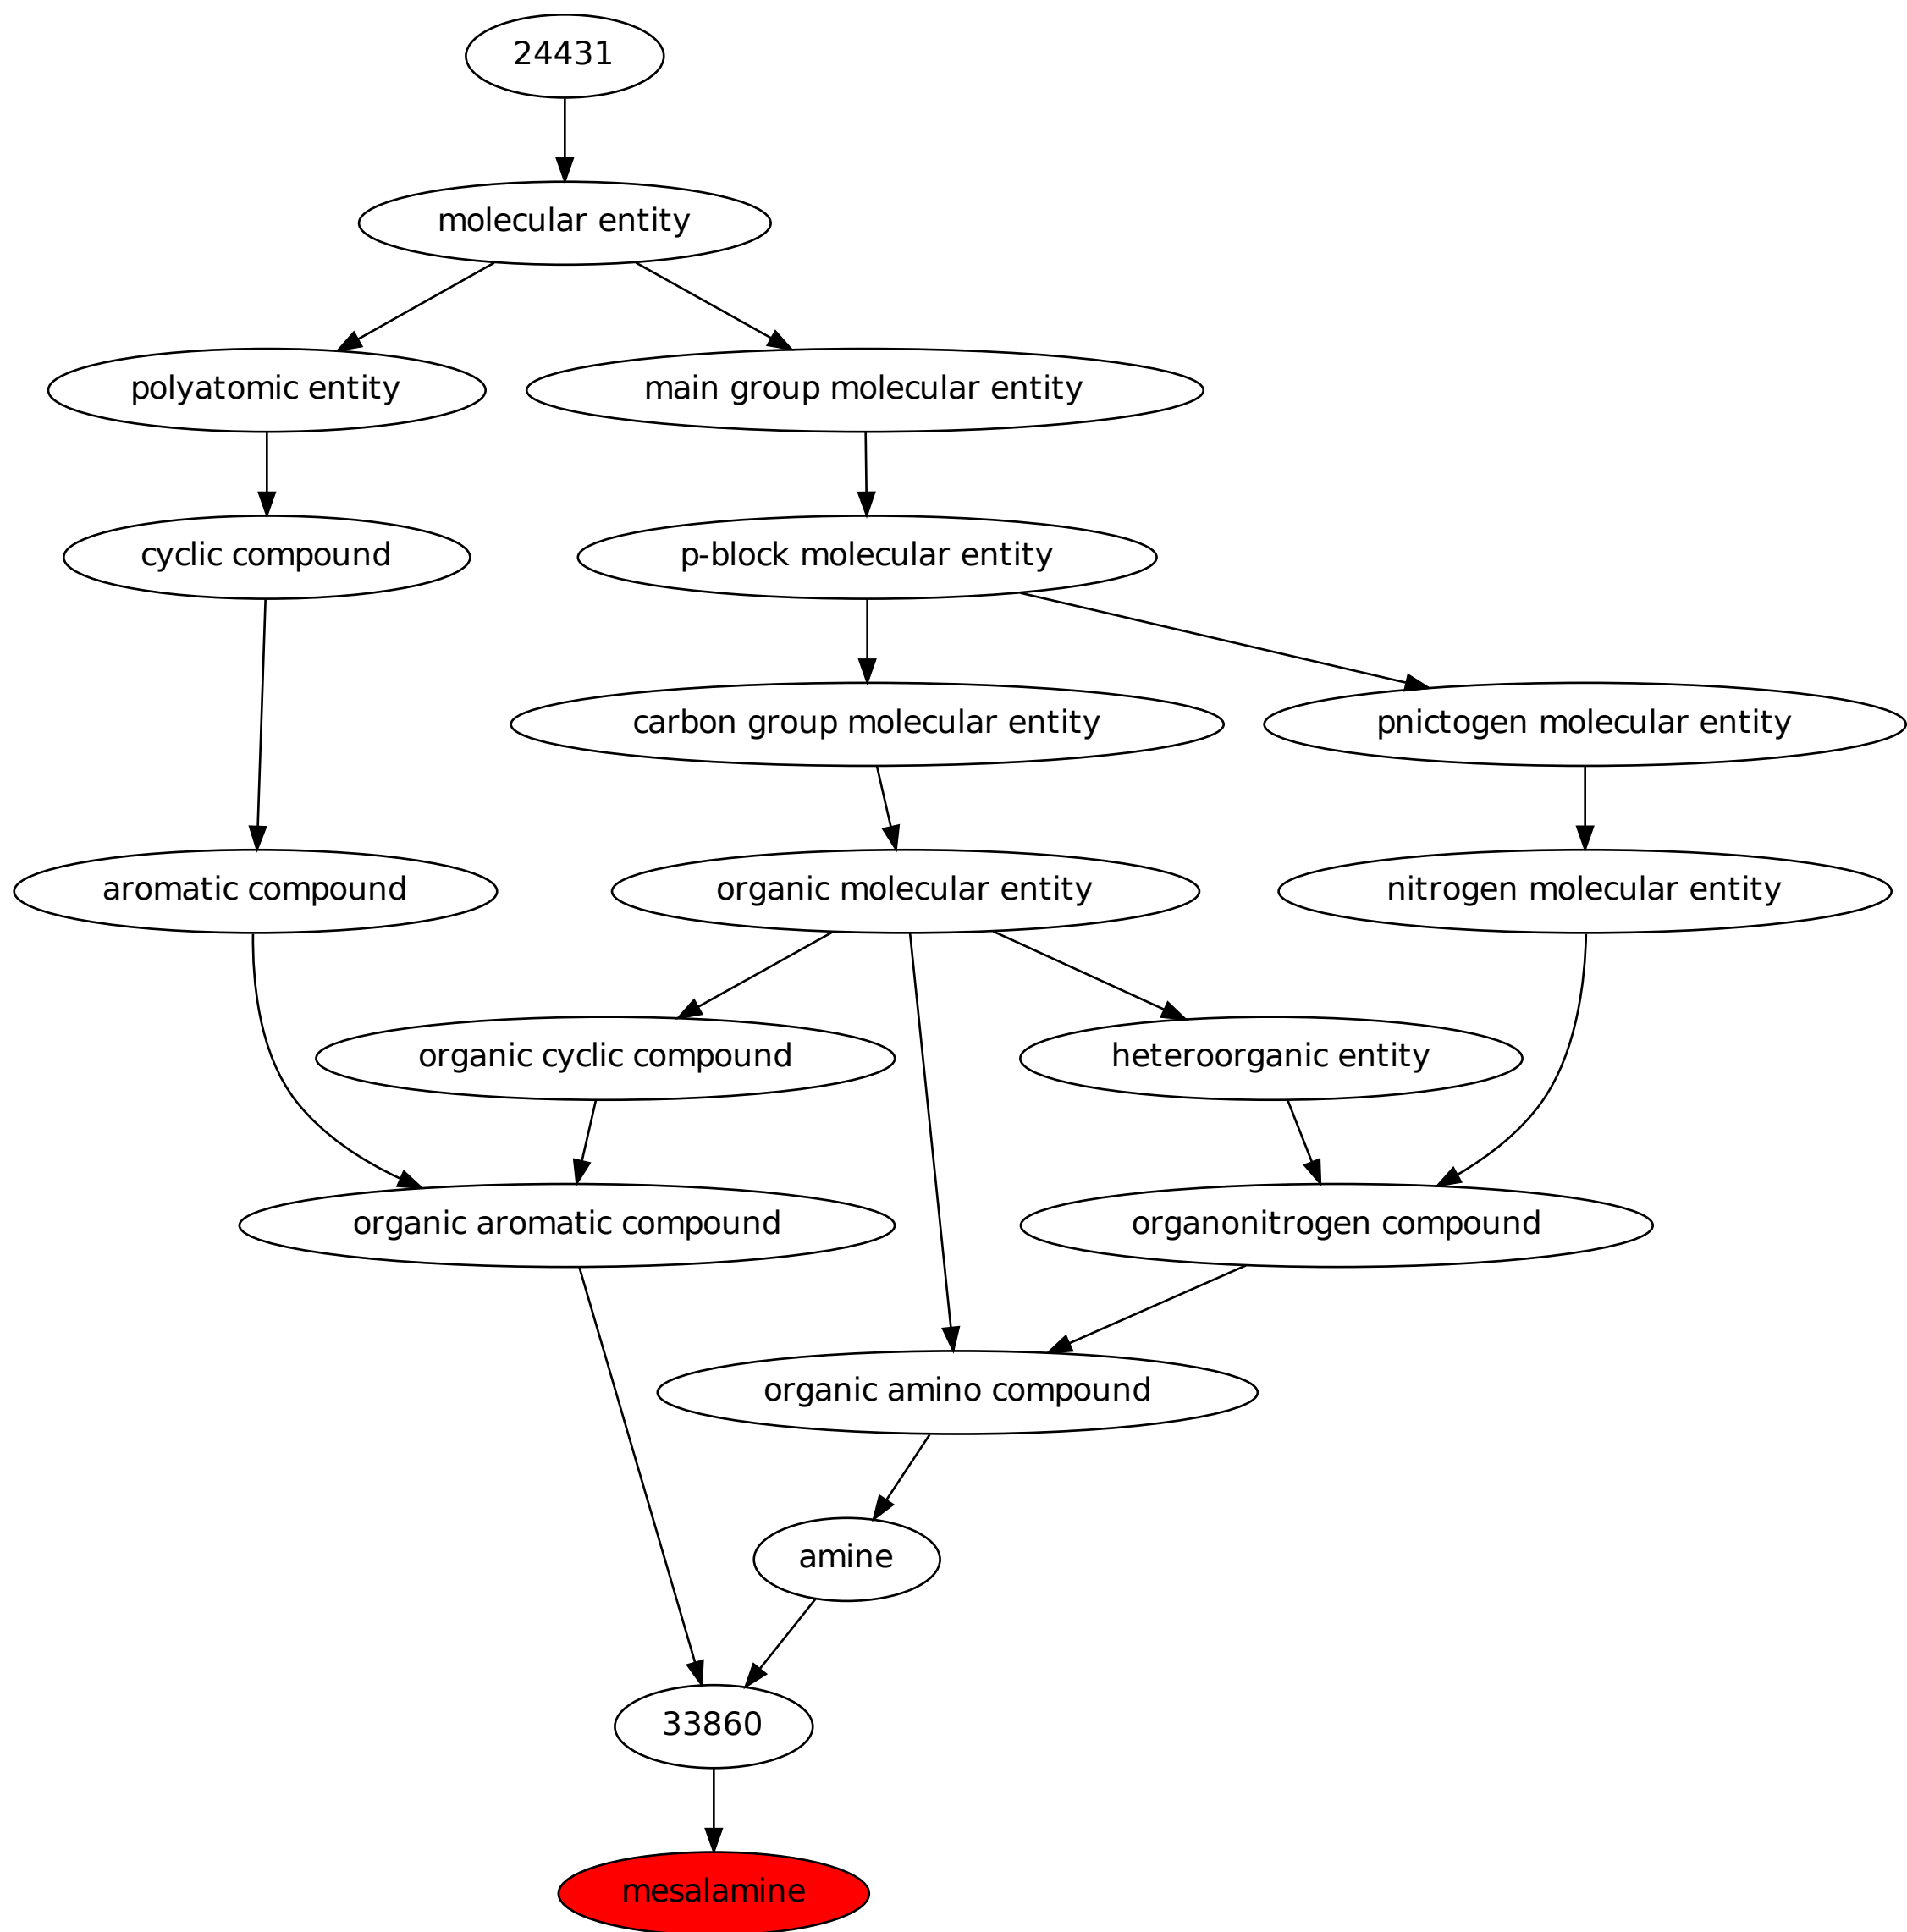 24431
molecular entity
polyatomic entity
main group molecular entity
cyclic compound
p-block molecular entity
carbon group molecular entity
pnictogen molecular entity
aromatic compound
organic molecular entity
nitrogen molecular entity
organic cyclic compound
heteroorganic entity
organic aromatic compound
organonitrogen compound
organic amino compound
amine
33860
mesalamine